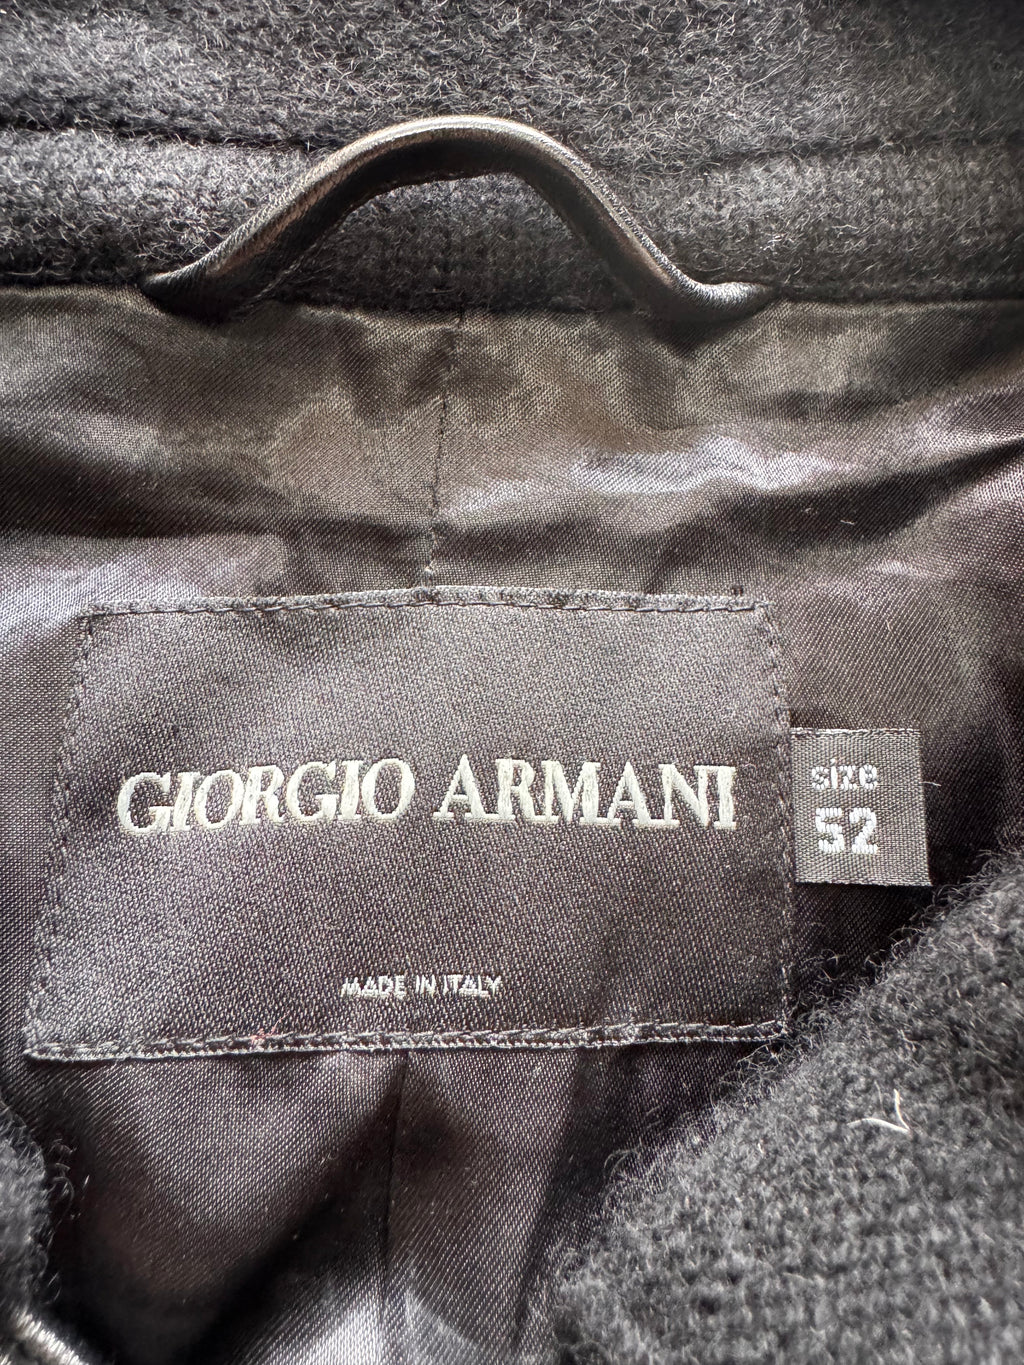 GIORGIO ARMANI
size
52
MADE IN ITALY